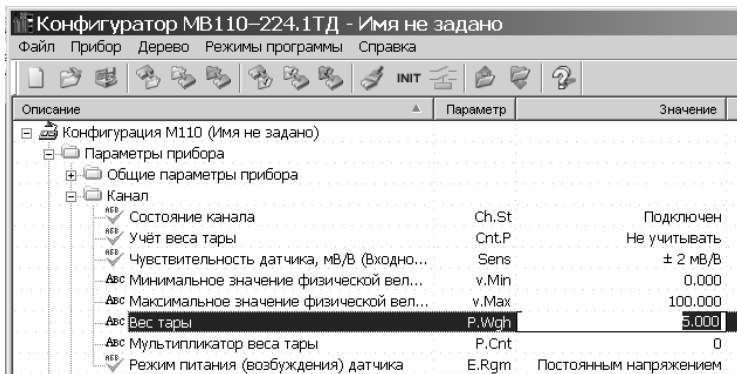 Конфигуратор МВ110–224.1ТД - Имя не задано
Файл Прибор Дерево Режимы программы Справка
INIT
Описание Параметр Значение
Конфигурация М110 (Имя не задано)
Параметры прибора
Общие параметры прибора
Канал
Состояние канала Ch.St Подключен
Учёт веса тары Cnt.P Не учитывать
Чувствительность датчика, мВ/В (Входно... Sens ± 2 мВ/В
Aвс Минимальное значение физической вел... v.Min 0.000
Aвс Максимальное значение физической вел... v.Max 100.000
Aвс Вес тары P.Wgh 5.000
Aвс Мультипликатор веса тары P.Cnt 0
Режим питания (возбуждения) датчика E.Rgm Постоянным напряжением